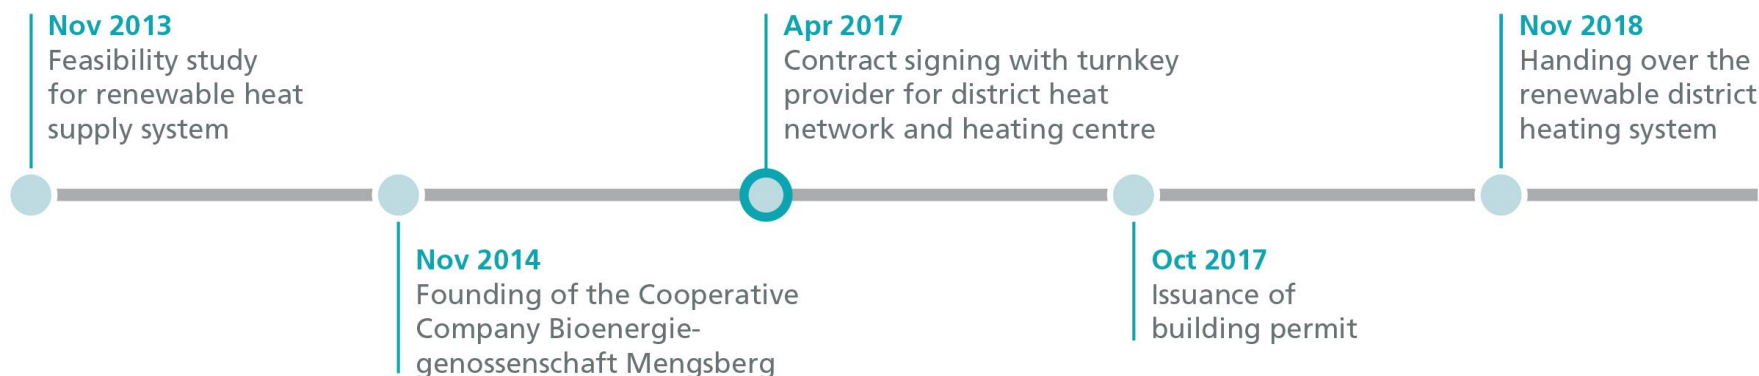 Nov 2013
Feasibility study
for renewable heat
supply system
Nov 2014
Founding of the Cooperative
Company Bioenergie-
genossenschaft Mengsberg
Apr 2017
Contract signing with turnkey
provider for district heat
network and heating centre
Oct 2017
Issuance of
building permit
Nov 2018
Handing over the
renewable district
heating system